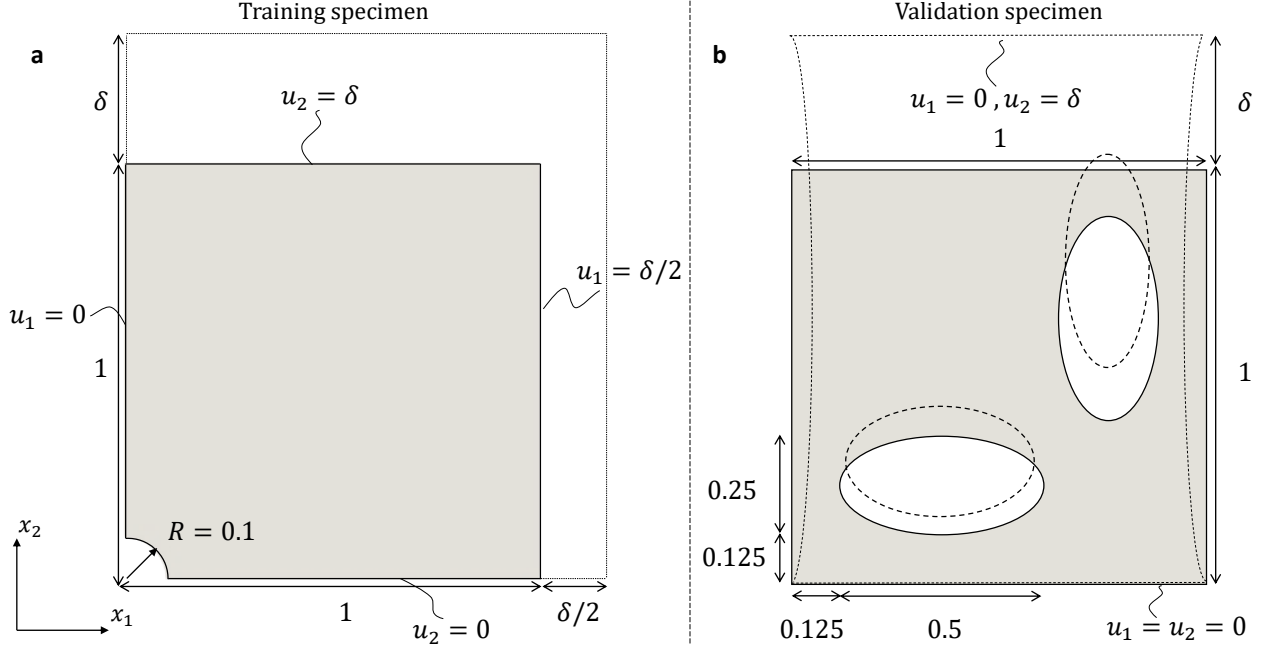 Training specimen
a
δ
u₂ = δ
u₁ = δ/2
u₁ = 0
1
R = 0.1
x₂
x₁
1
δ/2
u₂ = 0
Validation specimen
b
u₁ = 0 , u₂ = δ
δ
1
1
0.25
0.125
0.125
0.5
u₁ = u₂ = 0